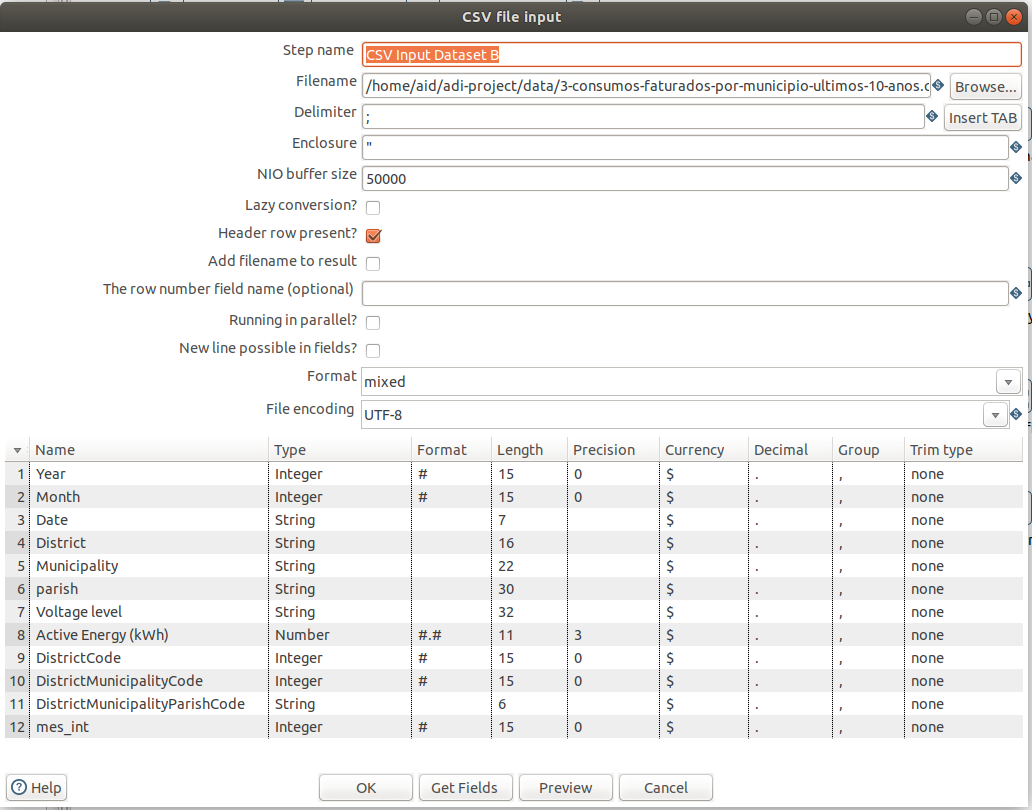 CSV file input
Step name CSV Input Dataset B
Filename /home/aid/adi-project/data/3-consumos-faturados-por-municipio-ultimos-10-anos.c Browse...
Delimiter ; Insert TAB
Enclosure "
NIO buffer size 50000
Lazy conversion?
Header row present?
Add filename to result
The row number field name (optional)
Running in parallel?
New line possible in fields?
Format mixed
File encoding UTF-8
Name Type Format Length Precision Currency Decimal Group Trim type
1 Year Integer # 15 0 $ . , none
2 Month Integer # 15 0 $ . , none
3 Date String 7 $ . , none
4 District String 16 $ . , none
5 Municipality String 22 $ . , none
6 parish String 30 $ . , none
7 Voltage level String 32 $ . , none
8 Active Energy (kWh) Number #.# 11 3 $ . , none
9 DistrictCode Integer # 15 0 $ . , none
10 DistrictMunicipalityCode Integer # 15 0 $ . , none
11 DistrictMunicipalityParishCode String 6 $ . , none
12 mes_int Integer # 15 0 $ . , none
Help OK Get Fields Preview Cancel